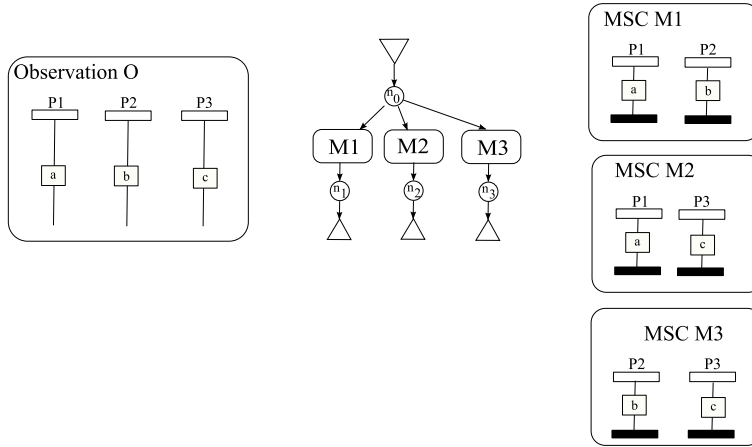 Observation O
P1 P2 P3
a b c
n0
M1 M2 M3
n1 n2 n3
MSC M1
P1 P2
a b
MSC M2
P1 P3
a c
MSC M3
P2 P3
b c